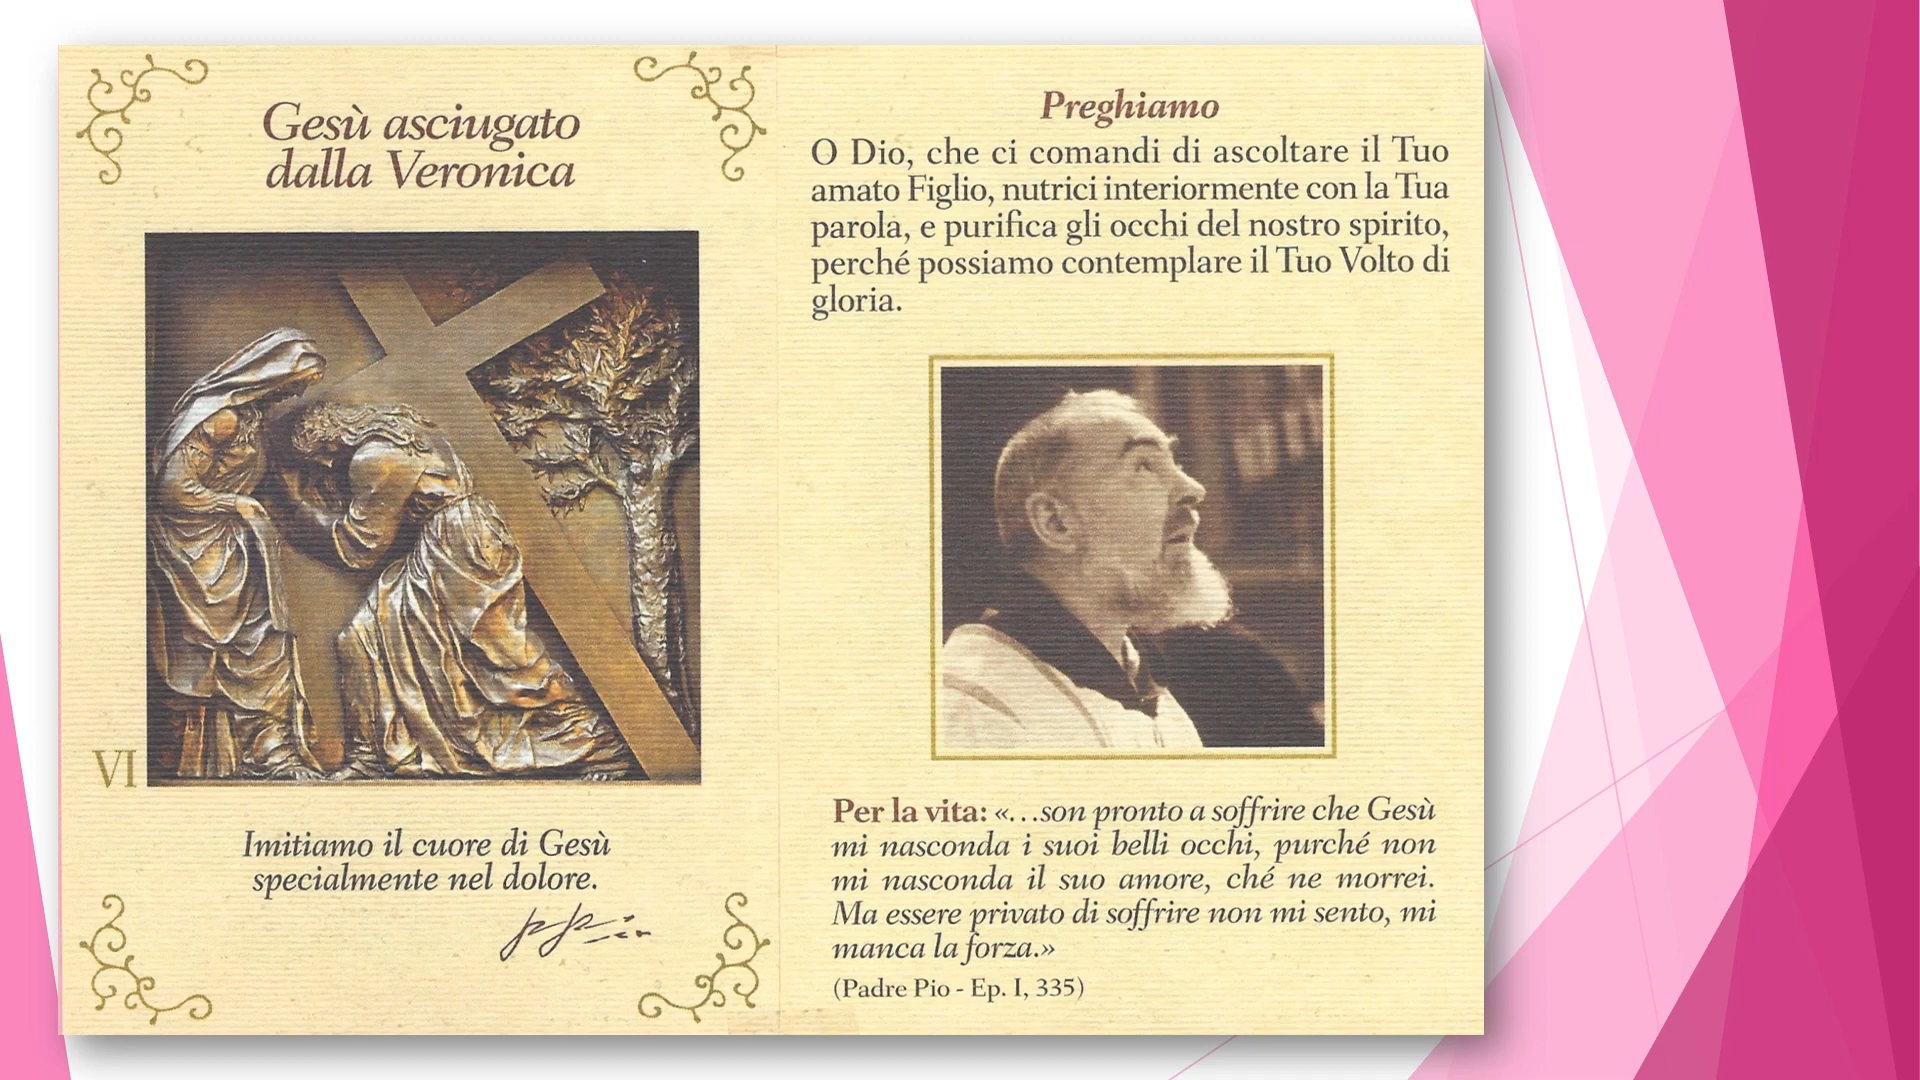 Gesù asciugato
dalla Veronica
VI
Imitiamo il cuore di Gesù
specialmente nel dolore.
Preghiamo
O Dio, che ci comandi di ascoltare il Tuo
amato Figlio, nutrici interiormente con la Tua
parola, e purifica gli occhi del nostro spirito,
perché possiamo contemplare il Tuo Volto di
gloria.
Per la vita: «…son pronto a soffrire che Gesù
mi nasconda i suoi belli occhi, purché non
mi nasconda il suo amore, ché ne morrei.
Ma essere privato di soffrire non mi sento, mi
manca la forza.»
(Padre Pio - Ep. I, 335)